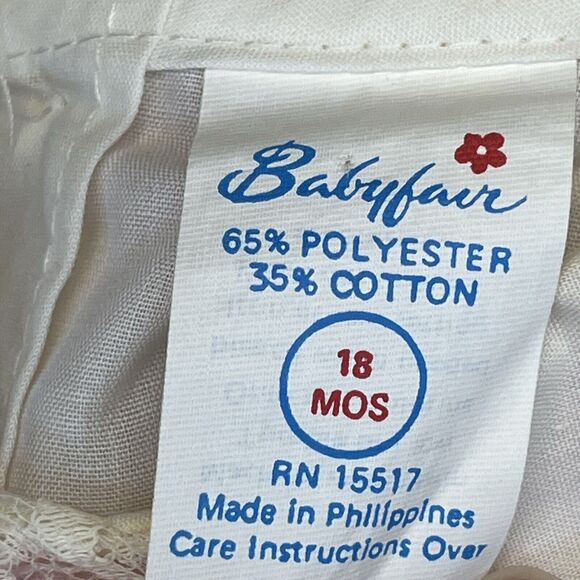 Babyfair
65% POLYESTER
35% COTTON
18
MOS
RN 15517
Made in Philippines
Care Instructions Over